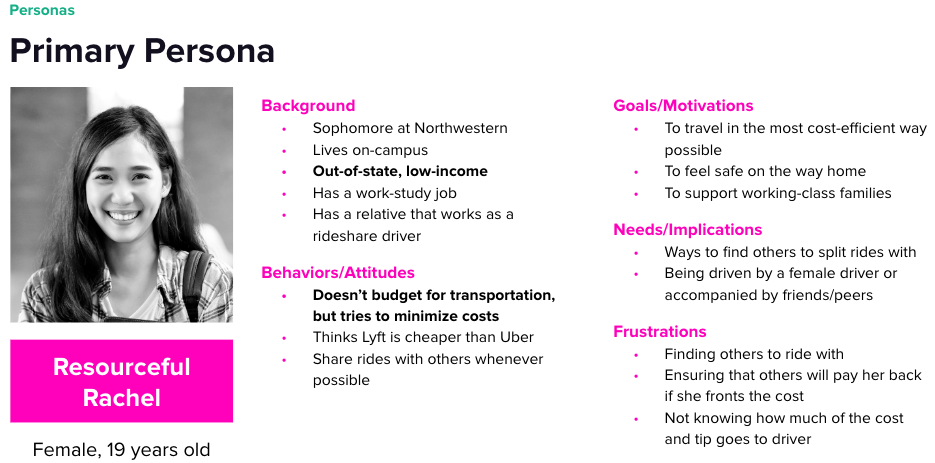 Personas
Primary Persona
Resourceful
Rachel
Female, 19 years old
Background
• Sophomore at Northwestern
• Lives on-campus
• Out-of-state, low-income
• Has a work-study job
• Has a relative that works as a
rideshare driver
Behaviors/Attitudes
• Doesn’t budget for transportation,
but tries to minimize costs
• Thinks Lyft is cheaper than Uber
• Share rides with others whenever
possible
Goals/Motivations
• To travel in the most cost-efficient way
possible
• To feel safe on the way home
• To support working-class families
Needs/Implications
• Ways to find others to split rides with
• Being driven by a female driver or
accompanied by friends/peers
Frustrations
• Finding others to ride with
• Ensuring that others will pay her back
if she fronts the cost
• Not knowing how much of the cost
and tip goes to driver